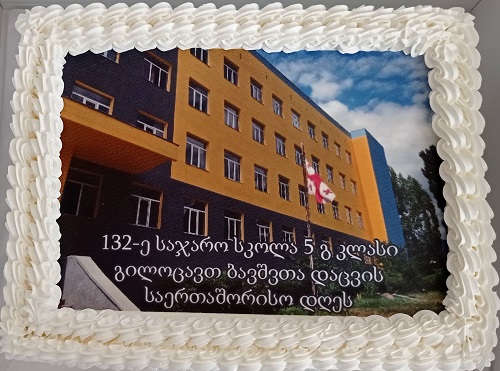 132-ე საჯარო სკოლა 5 გ კლასი
გილოცავთ ბავშვთა დაცვის
საერთაშორისო დღეს